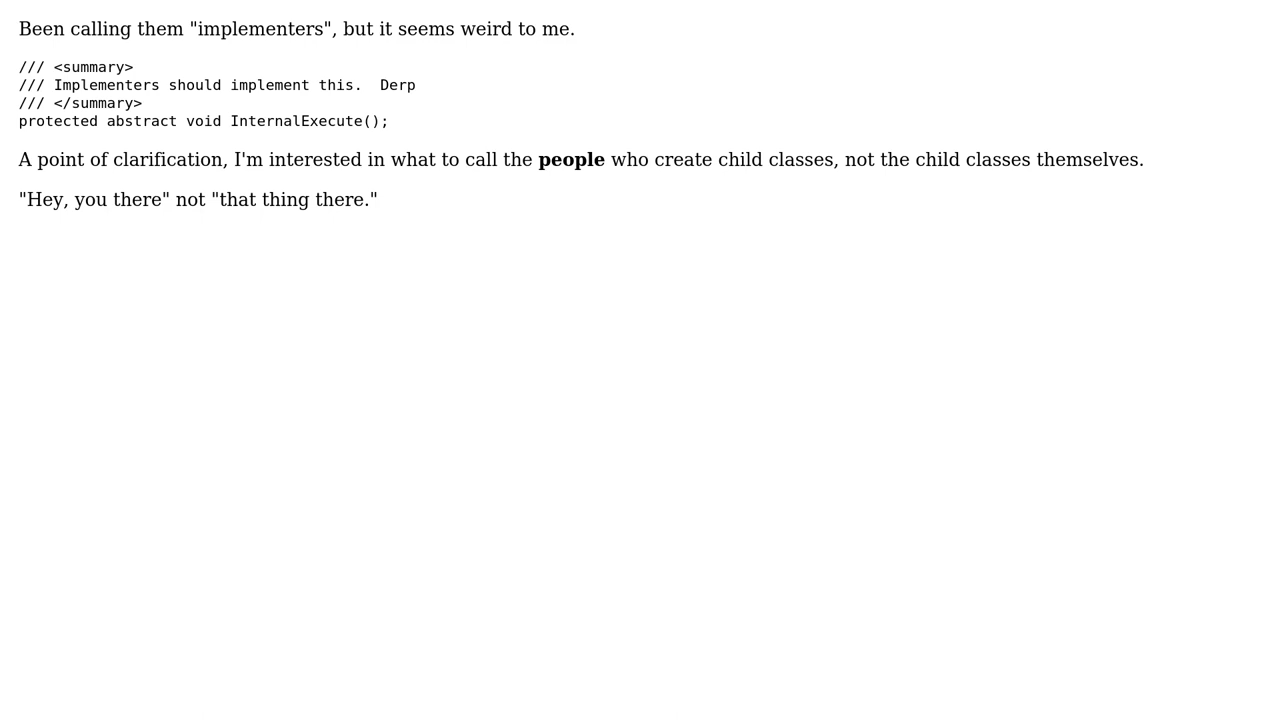 Been calling them "implementers", but it seems weird to me.
/// <summary>
/// Implementers should implement this.  Derp
/// </summary>
protected abstract void InternalExecute();
A point of clarification, I'm interested in what to call the people who create child classes, not the child classes themselves.
"Hey, you there" not "that thing there."